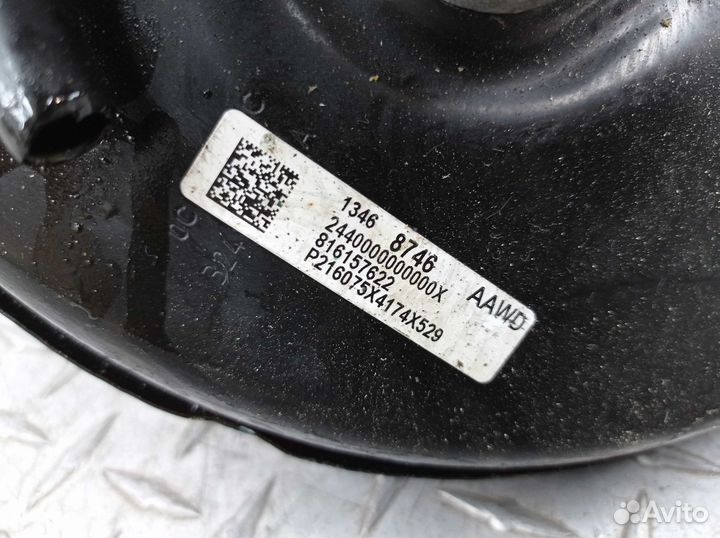 1346 8746
2440000000000X AAWD
816157622
P216075X4174X529
Avito